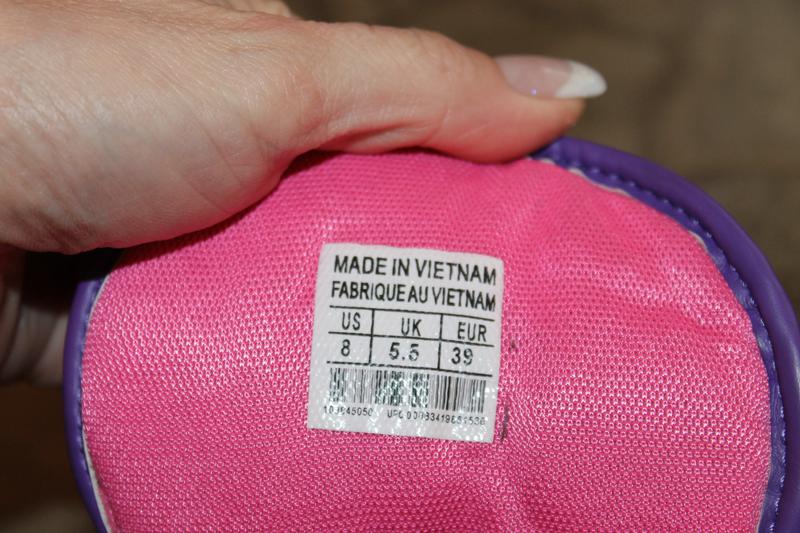 MADE IN VIETNAM
FABRIQUE AU VIETNAM
US UK EUR
8 5.5 39